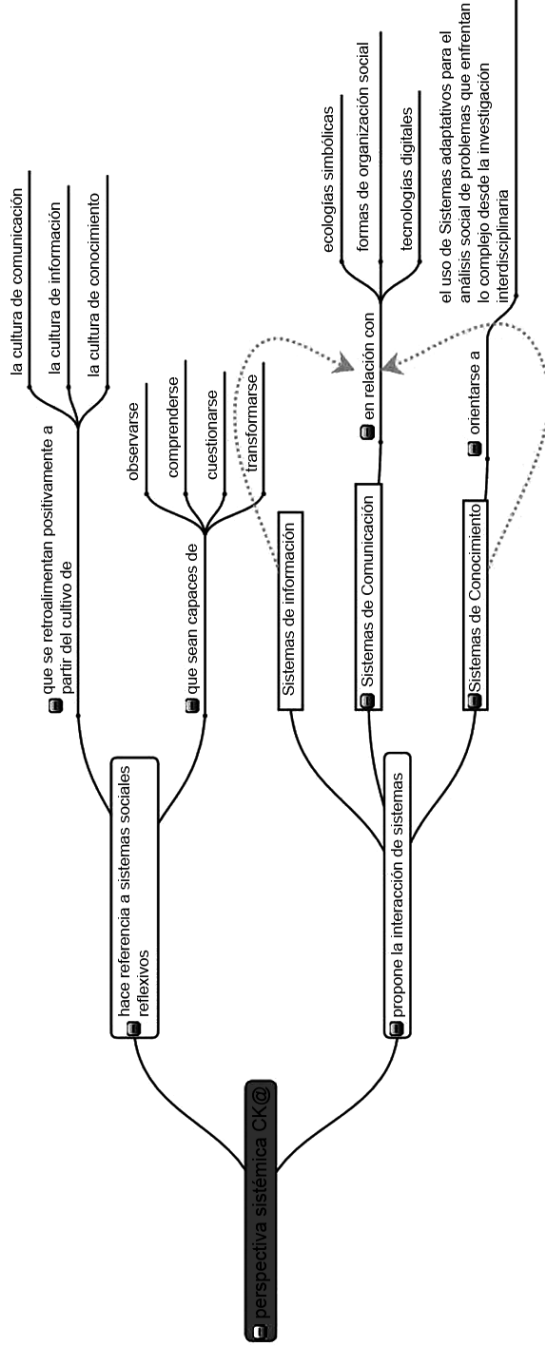 perspectiva sistémica CK@
hace referencia a sistemas sociales
reflexivos
que se retroalimentan positivamente a
partir del cultivo de
la cultura de comunicación
la cultura de información
la cultura de conocimiento
que sean capaces de
observarse
comprenderse
cuestionarse
transformarse
propone la interacción de sistemas
Sistemas de información
Sistemas de Comunicación
en relación con
ecologías simbólicas
formas de organización social
tecnologías digitales
Sistemas de Conocimiento
orientarse a
el uso de Sistemas adaptativos para el
análisis social de problemas que enfrentan
lo complejo desde la investigación
interdisciplinaria